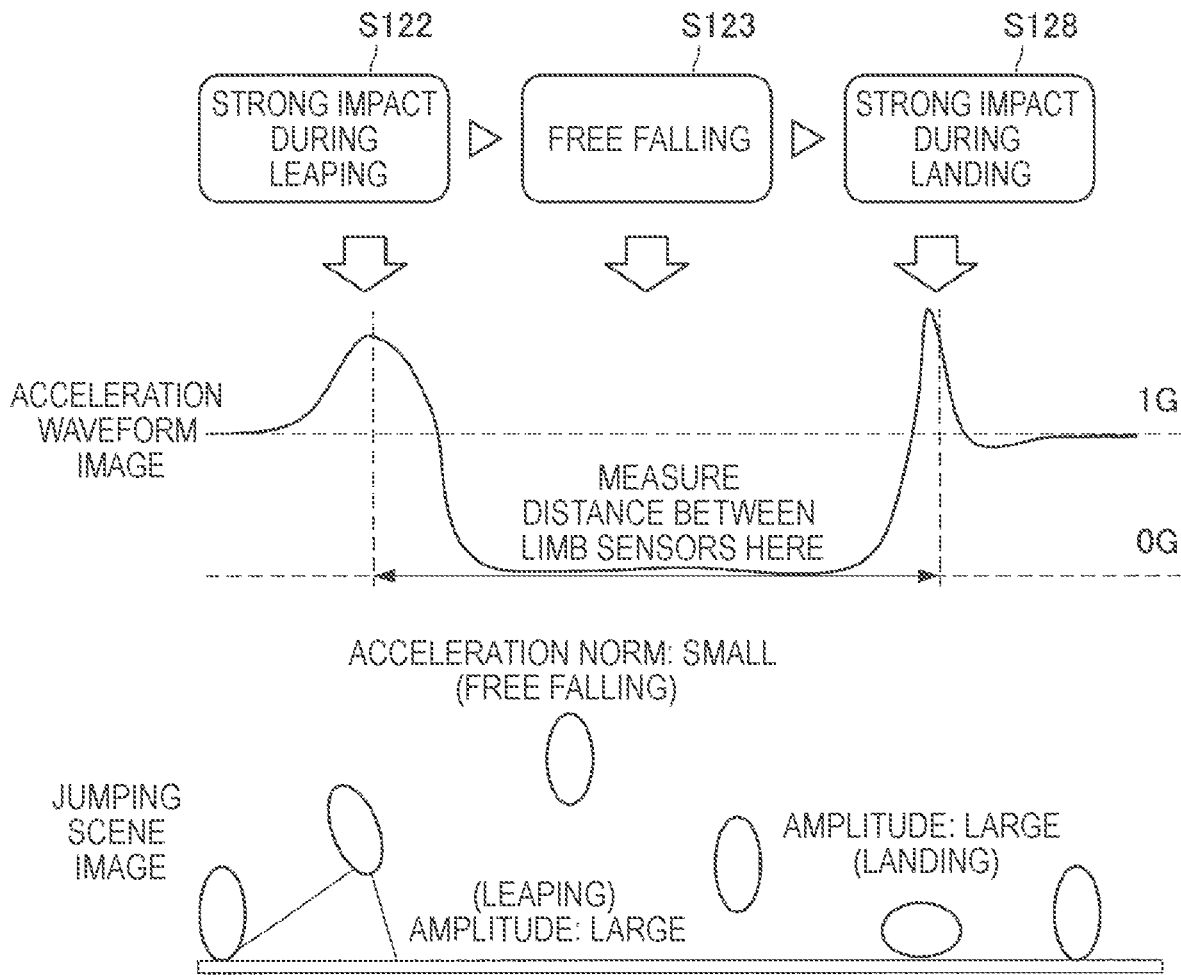 S122
S123
S128
STRONG IMPACT
DURING
LEAPING
FREE FALLING
STRONG IMPACT
DURING
LANDING
ACCELERATION
WAVEFORM
IMAGE
1G
MEASURE
DISTANCE BETWEEN
LIMB SENSORS HERE
0G
ACCELERATION NORM: SMALL
(FREE FALLING)
JUMPING
SCENE
IMAGE
AMPLITUDE: LARGE
(LANDING)
(LEAPING)
AMPLITUDE: LARGE